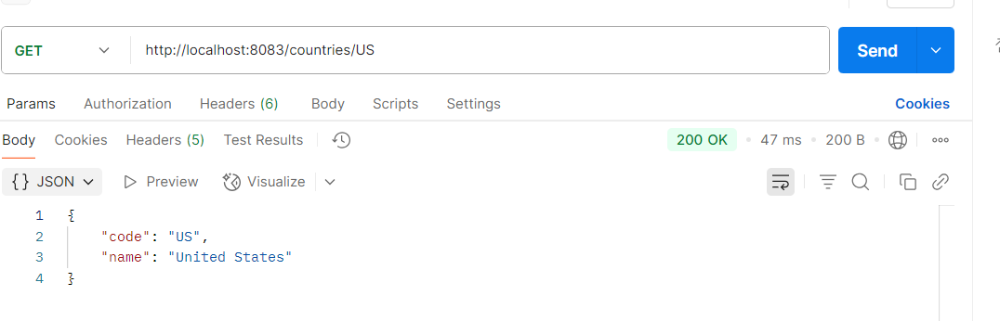 GET http://localhost:8083/countries/US Send
Params Authorization Headers (6) Body Scripts Settings Cookies
Body Cookies Headers (5) Test Results 200 OK 47 ms 200 B
{} JSON Preview Visualize
1 {
2 "code": "US",
3 "name": "United States"
4 }